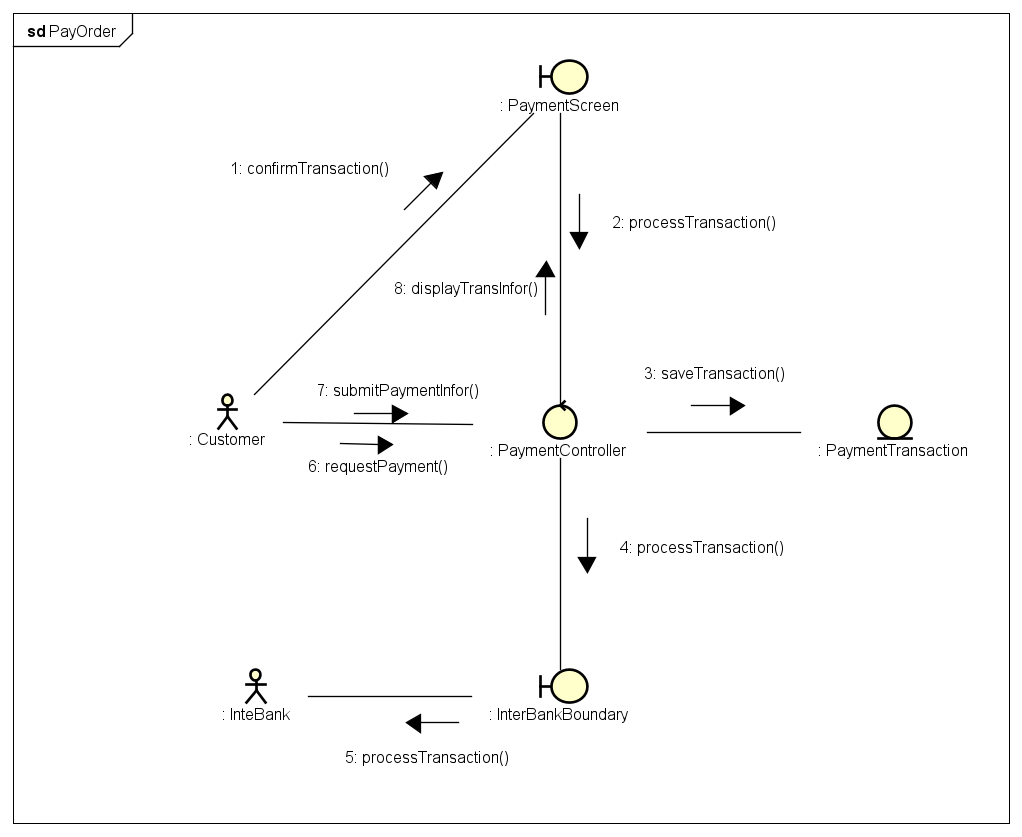 sd PayOrder
: PaymentScreen
1: confirmTransaction()
2: processTransaction()
8: displayTransInfor()
3: saveTransaction()
7: submitPaymentInfor()
: Customer
: PaymentController
: PaymentTransaction
6: requestPayment()
4: processTransaction()
: InteBank
: InterBankBoundary
5: processTransaction()